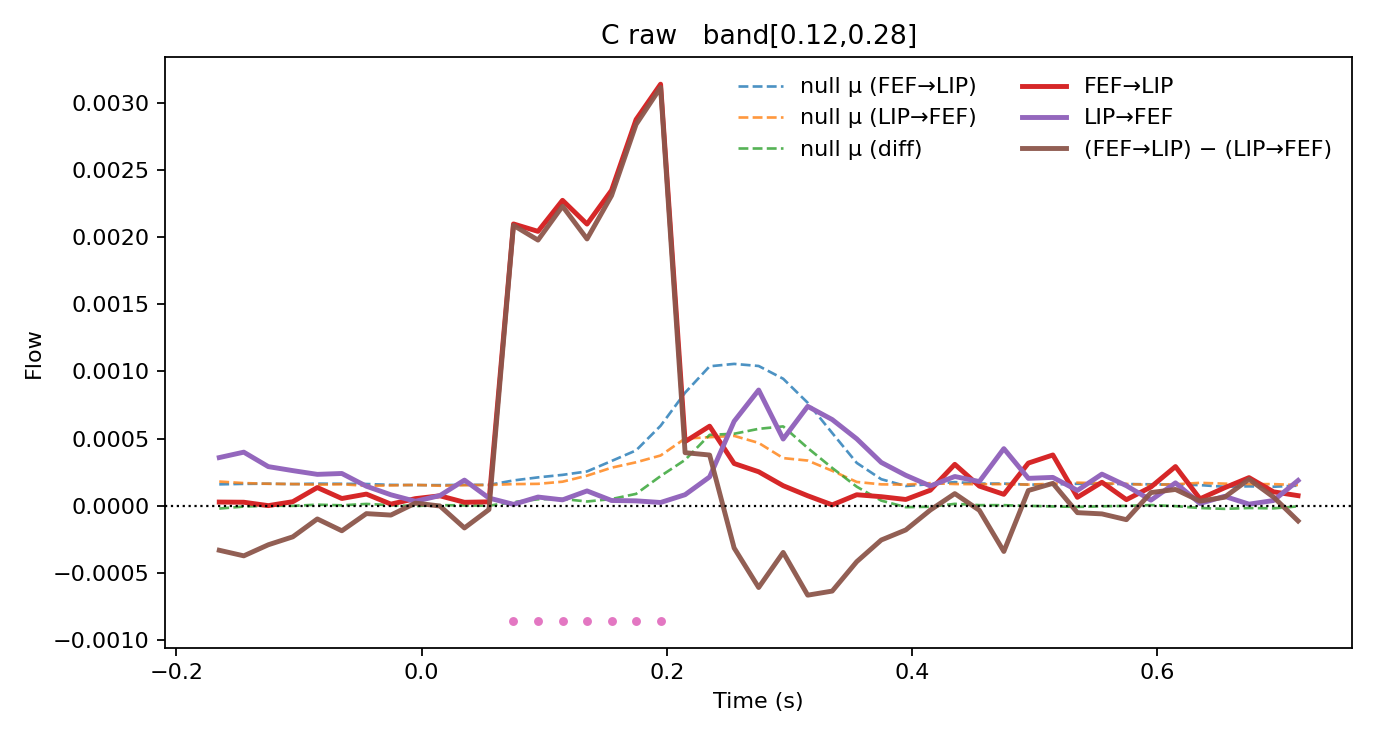 C raw   band[0.12,0.28]
null μ (FEF→LIP)
null μ (LIP→FEF)
null μ (diff)
FEF→LIP
LIP→FEF
(FEF→LIP) − (LIP→FEF)
Flow
0.0030
0.0025
0.0020
0.0015
0.0010
0.0005
0.0000
−0.0005
−0.0010
−0.2
0.0
0.2
0.4
0.6
Time (s)